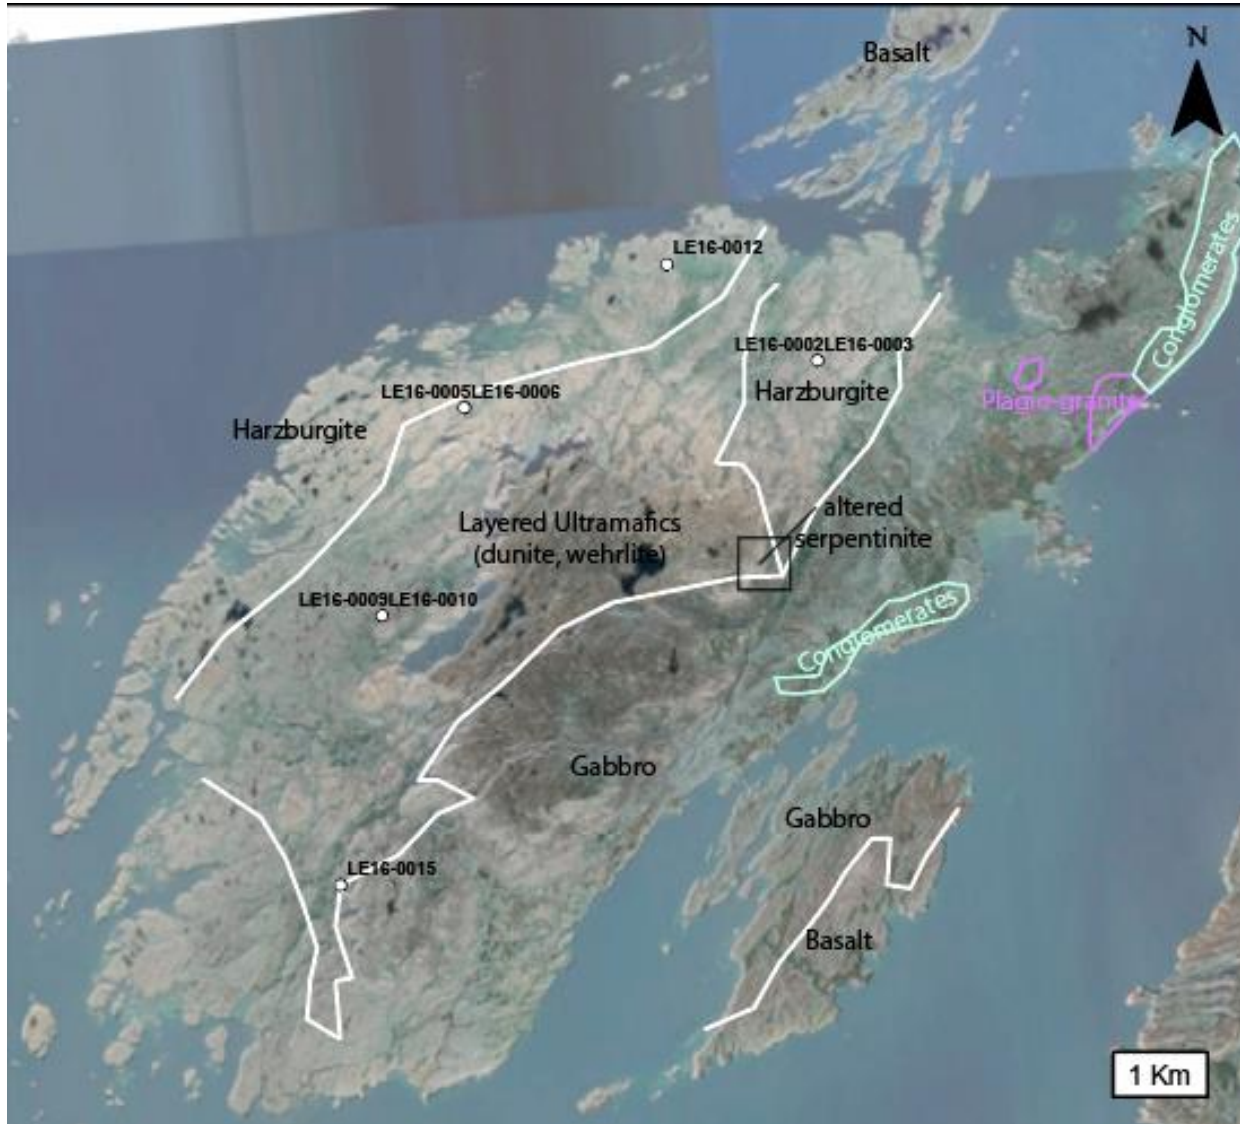 Basalt
N
LE16-0012
Conglomerates
LE16-0002LE16-0003
LE16-0005LE16-0006
Harzburgite
Plagio-granite
Harzburgite
altered
serpentinite
Layered Ultramafics
(dunite, wehrlite)
LE16-0009LE16-0010
Conglomerates
Gabbro
Gabbro
LE16-0015
Basalt
1 Km